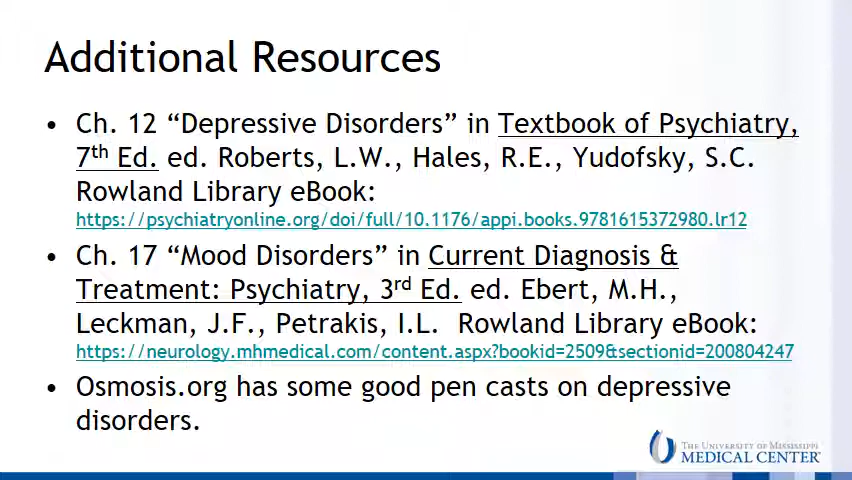 Additional Resources
• Ch. 12 “Depressive Disorders” in Textbook of Psychiatry,
7th Ed. ed. Roberts, L.W., Hales, R.E., Yudofsky, S.C.
Rowland Library eBook:
https://psychiatryonline.org/doi/full/10.1176/appi.books.9781615372980.lr12
• Ch. 17 “Mood Disorders” in Current Diagnosis &
Treatment: Psychiatry, 3rd Ed. ed. Ebert, M.H.,
Leckman, J.F., Petrakis, I.L. Rowland Library eBook:
https://neurology.mhmedical.com/content.aspx?bookid=2509&sectionid=200804247
• Osmosis.org has some good pen casts on depressive
disorders.
THE UNIVERSITY OF MISSISSIPPI
MEDICAL CENTER